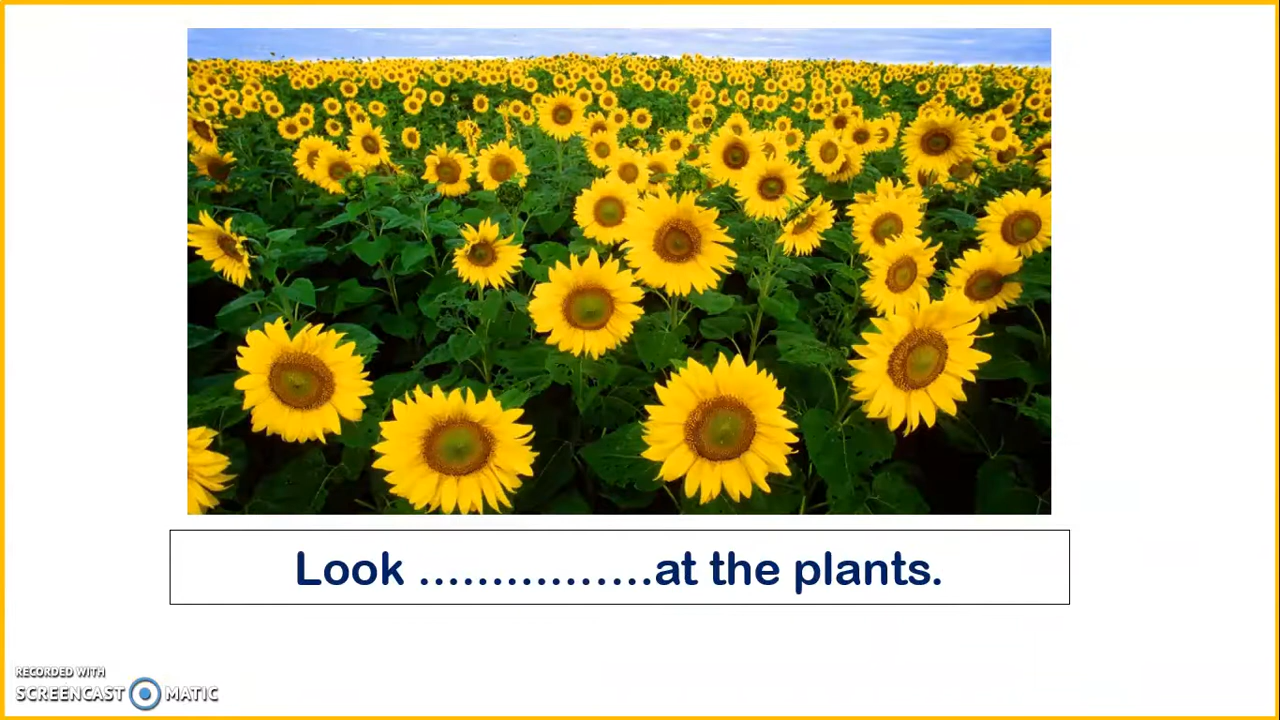 Look ................at the plants.
RECORDED WITH
SCREENCAST MATIC